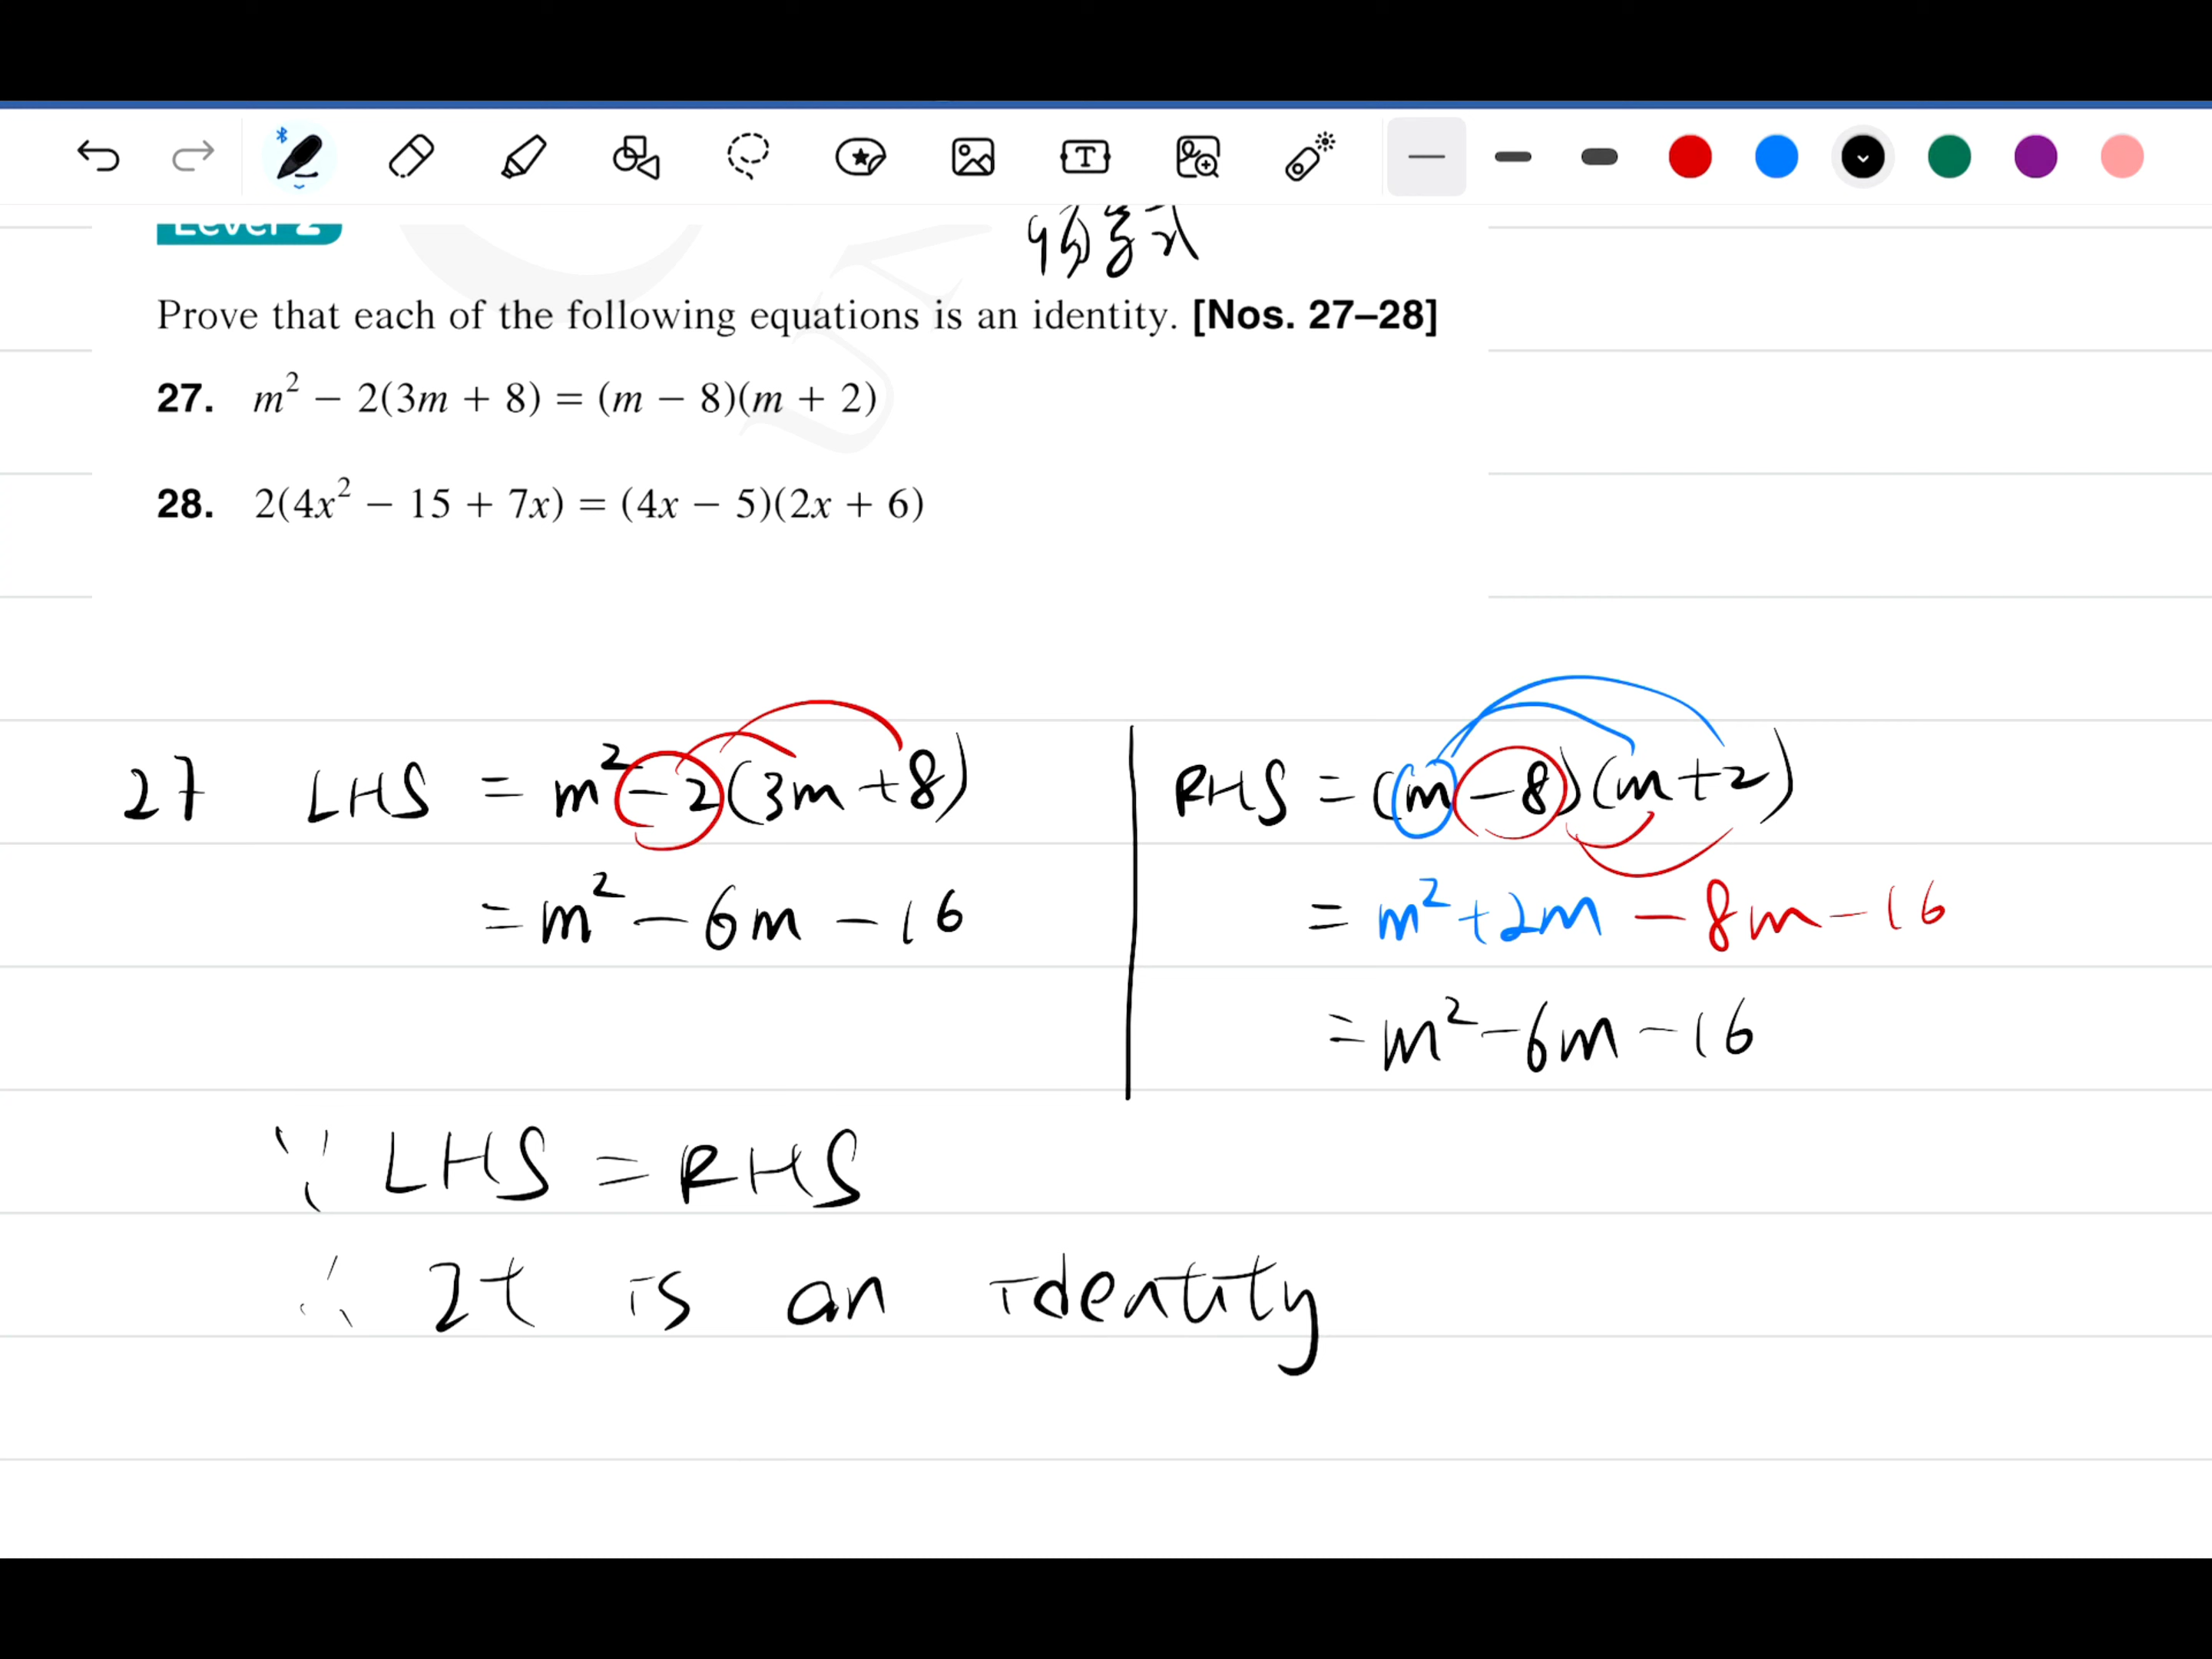 Level 2
恆等式
Prove that each of the following equations is an identity. [Nos. 27–28]
27. m² − 2(3m + 8) = (m − 8)(m + 2)
28. 2(4x² − 15 + 7x) = (4x − 5)(2x + 6)
27 LHS = m² − 2(3m + 8)
= m² − 6m − 16
RHS = (m − 8)(m + 2)
= m² + 2m − 8m − 16
= m² − 6m − 16
∵ LHS = RHS
∴ It is an identity